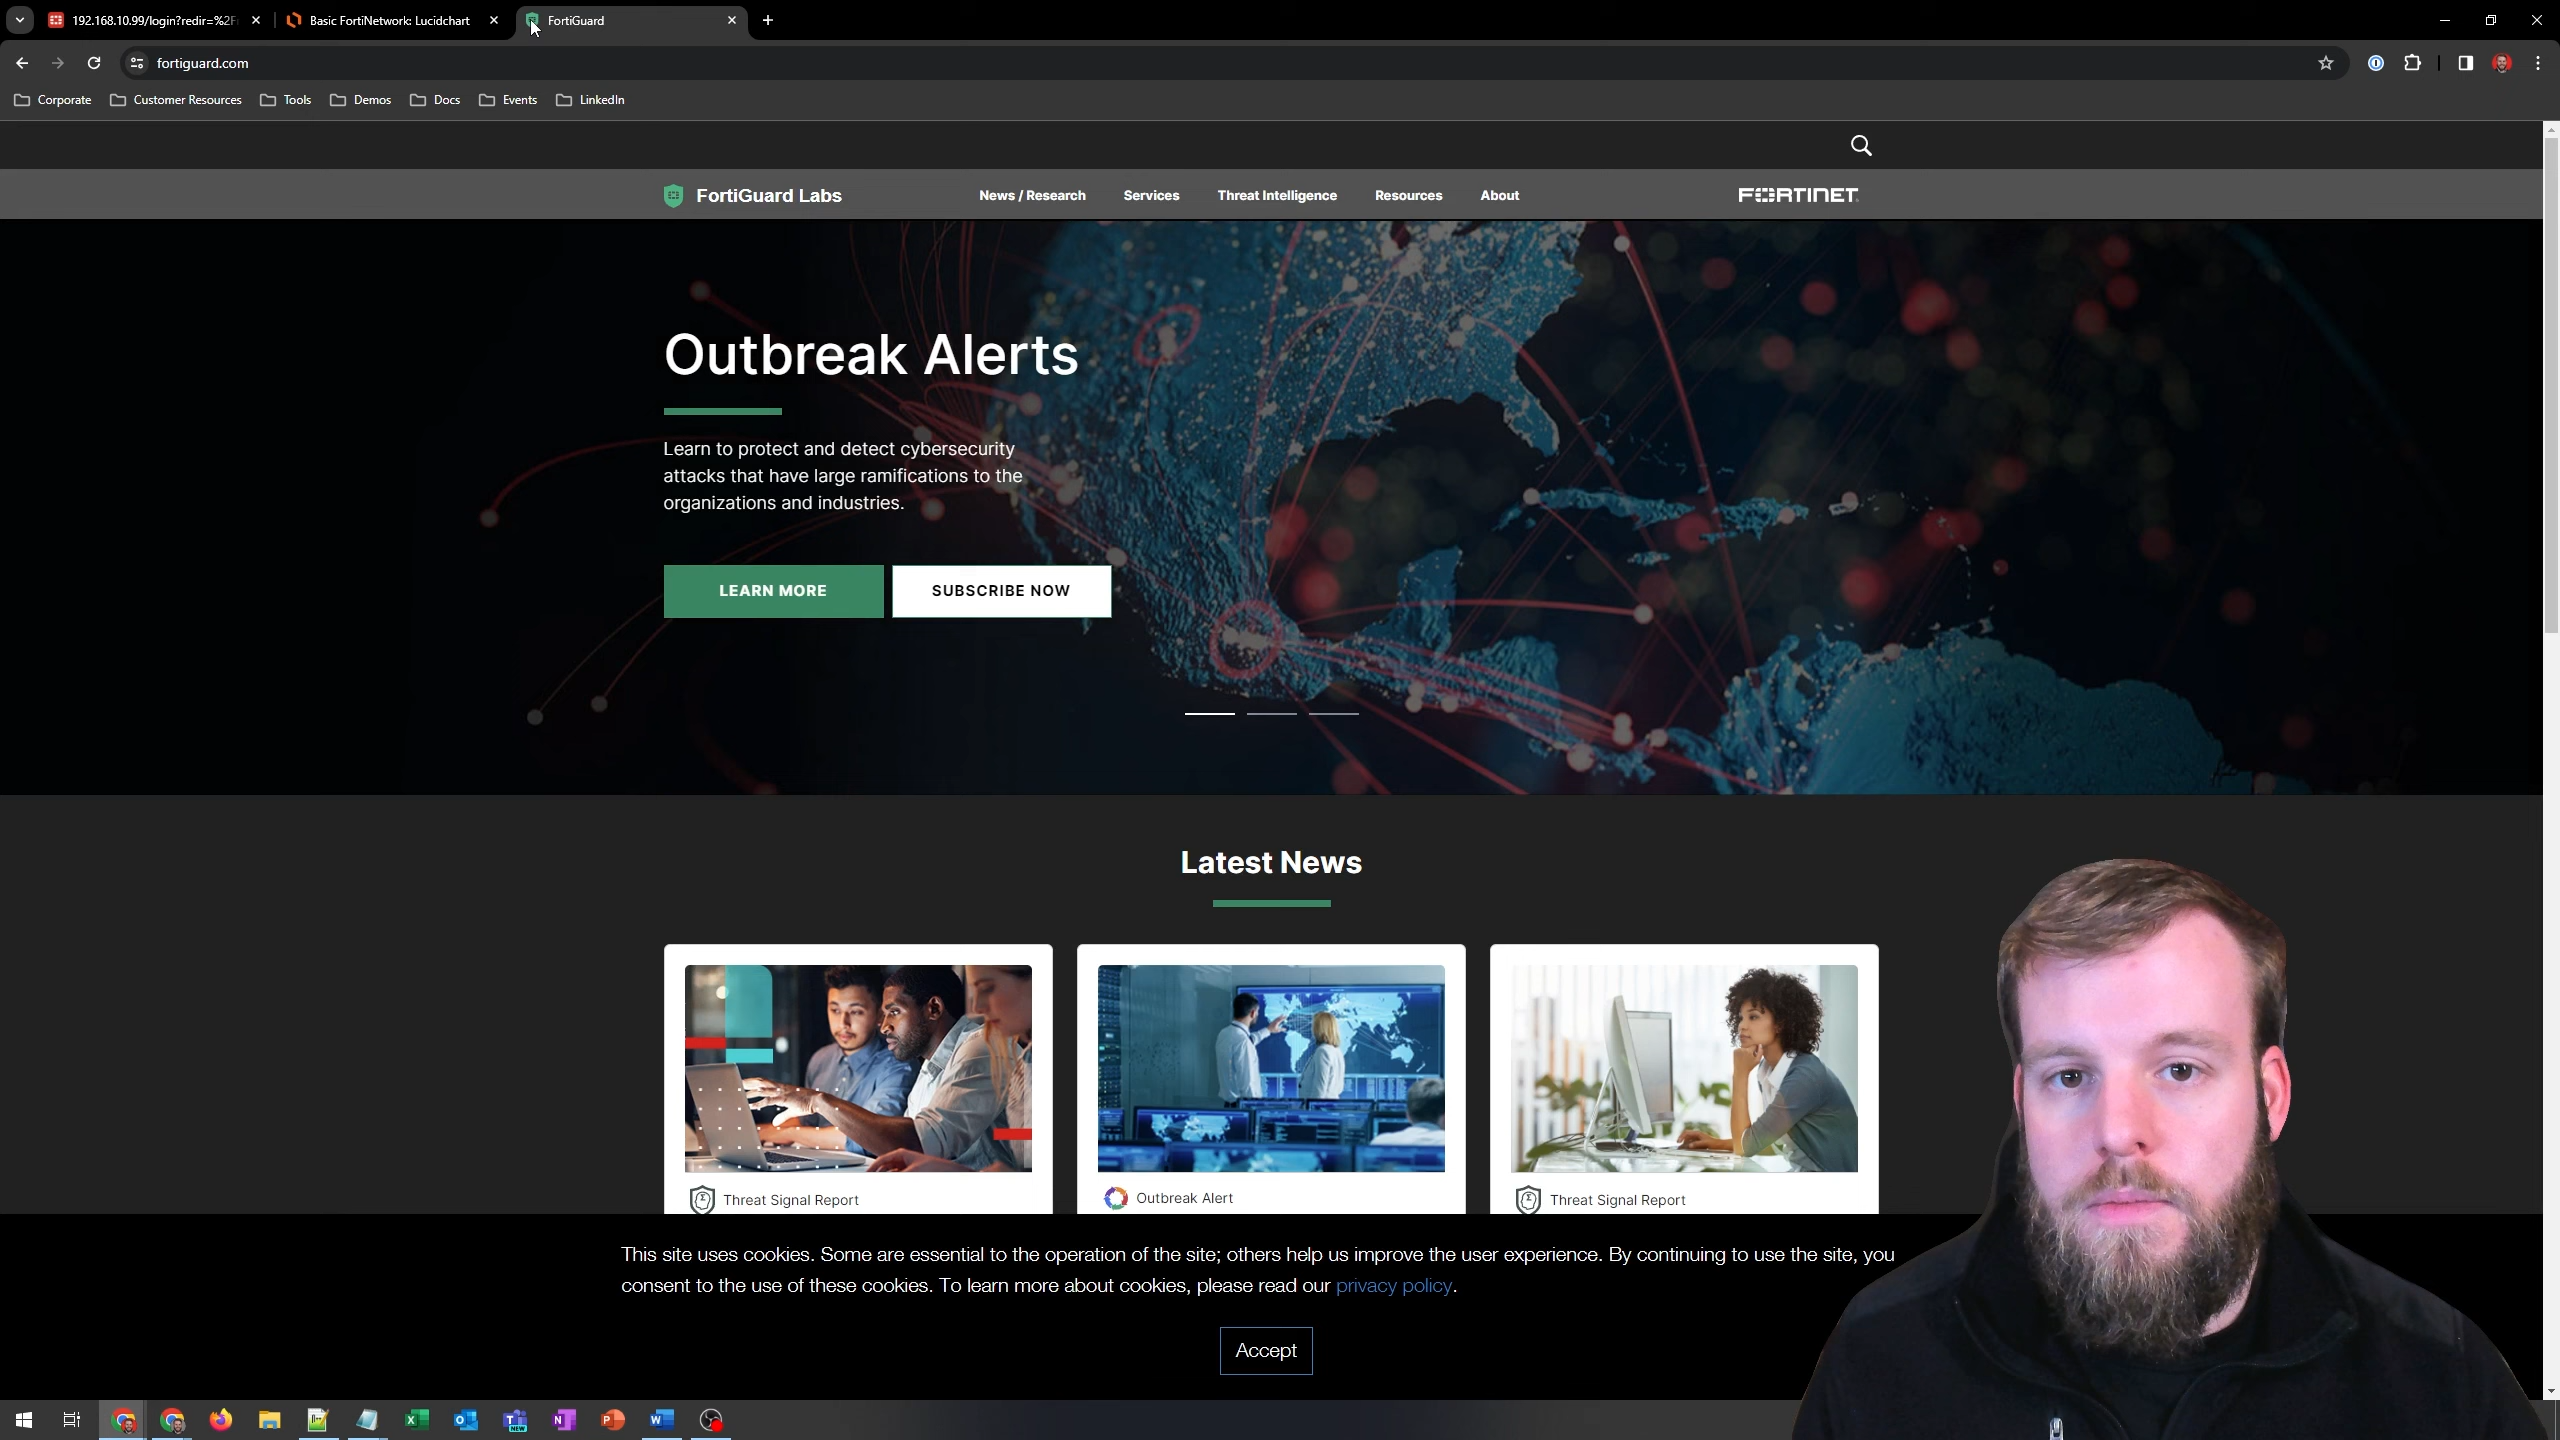 192.168.10.99/login?redir=%2F
Basic FortiNetwork: Lucidchart
FortiGuard
fortiguard.com
Corporate
Customer Resources
Tools
Demos
Docs
Events
LinkedIn
FortiGuard Labs
News / Research
Services
Threat Intelligence
Resources
About
FORTINET
Outbreak Alerts
Learn to protect and detect cybersecurity
attacks that have large ramifications to the
organizations and industries.
LEARN MORE
SUBSCRIBE NOW
Latest News
Threat Signal Report
Outbreak Alert
Threat Signal Report
This site uses cookies. Some are essential to the operation of the site; others help us improve the user experience. By continuing to use the site, you
consent to the use of these cookies. To learn more about cookies, please read our privacy policy.
Accept